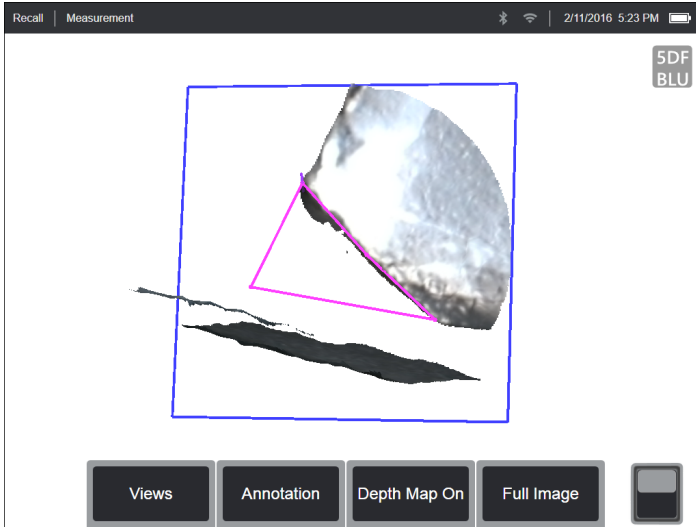 Recall | Measurement 2/11/2016 5:23 PM
5DF
BLU
Views Annotation Depth Map On Full Image